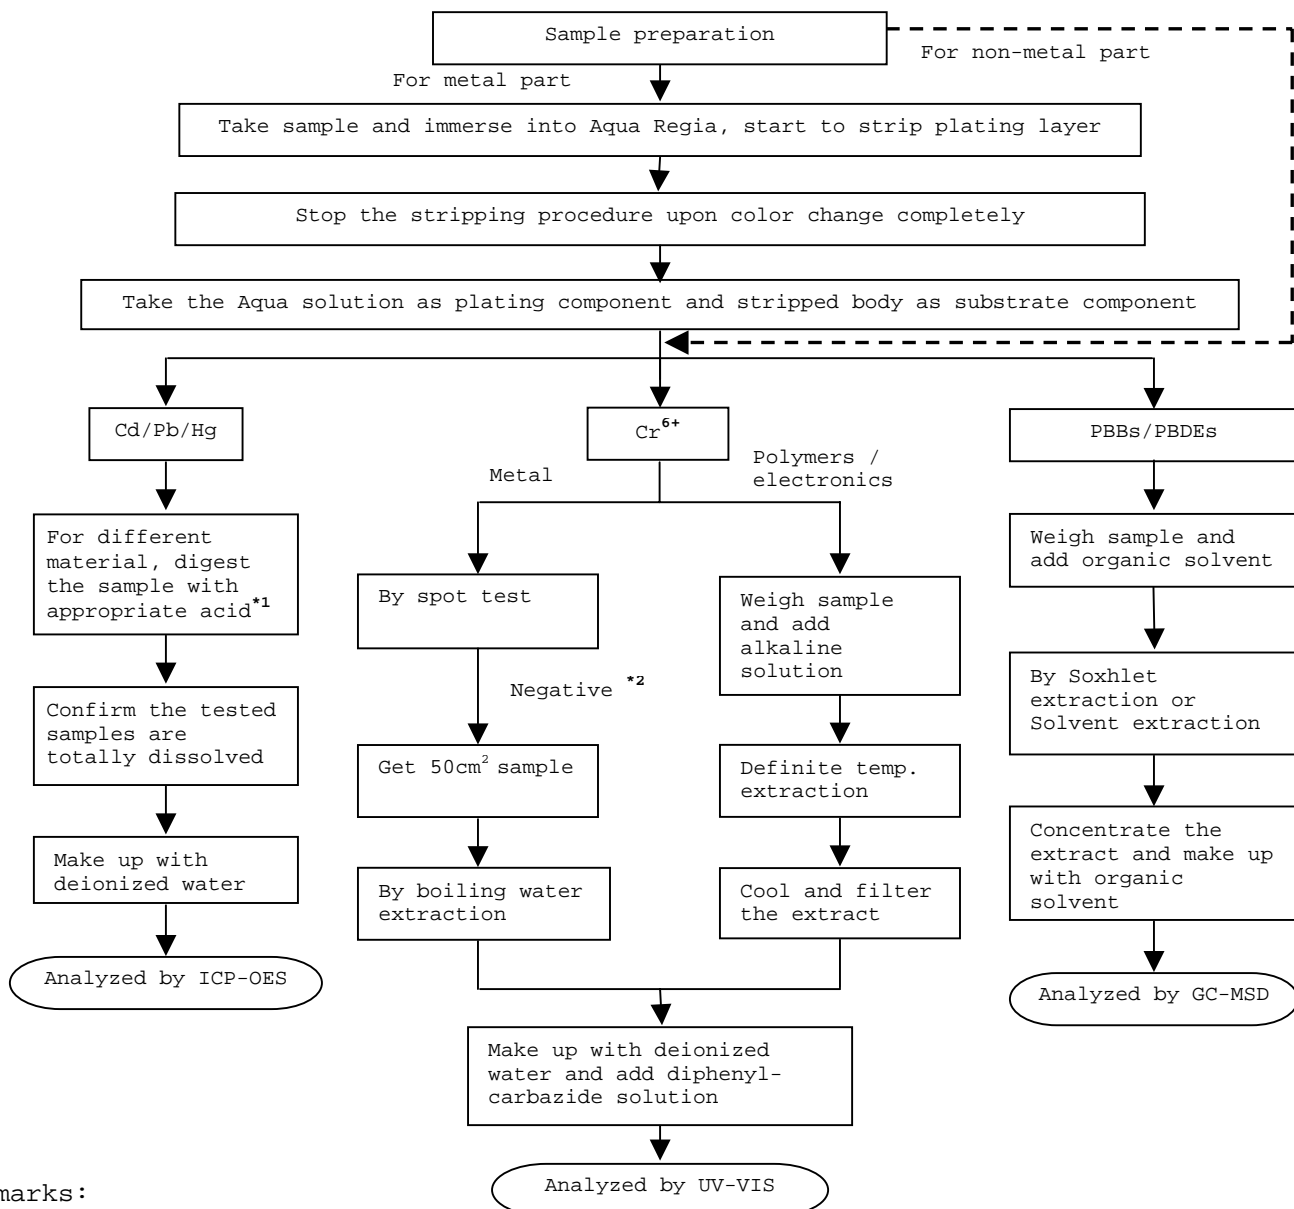 Sample preparation
For non-metal part
For metal part
Take sample and immerse into Aqua Regia, start to strip plating layer
Stop the stripping procedure upon color change completely
Take the Aqua solution as plating component and stripped body as substrate component
Cd/Pb/Hg
Cr6+
PBBs/PBDEs
Metal
Polymers /
electronics
For different
material, digest
the sample with
appropriate acid*1
By spot test
Weigh sample
and add
alkaline
solution
Weigh sample and
add organic solvent
Negative *2
Confirm the tested
samples are
totally dissolved
Get 50cm2 sample
Definite temp.
extraction
By Soxhlet
extraction or
Solvent extraction
Make up with
deionized water
By boiling water
extraction
Cool and filter
the extract
Concentrate the
extract and make up
with organic
solvent
Analyzed by ICP-OES
Analyzed by GC-MSD
Make up with deionized
water and add diphenyl-
carbazide solution
Analyzed by UV-VIS
marks: